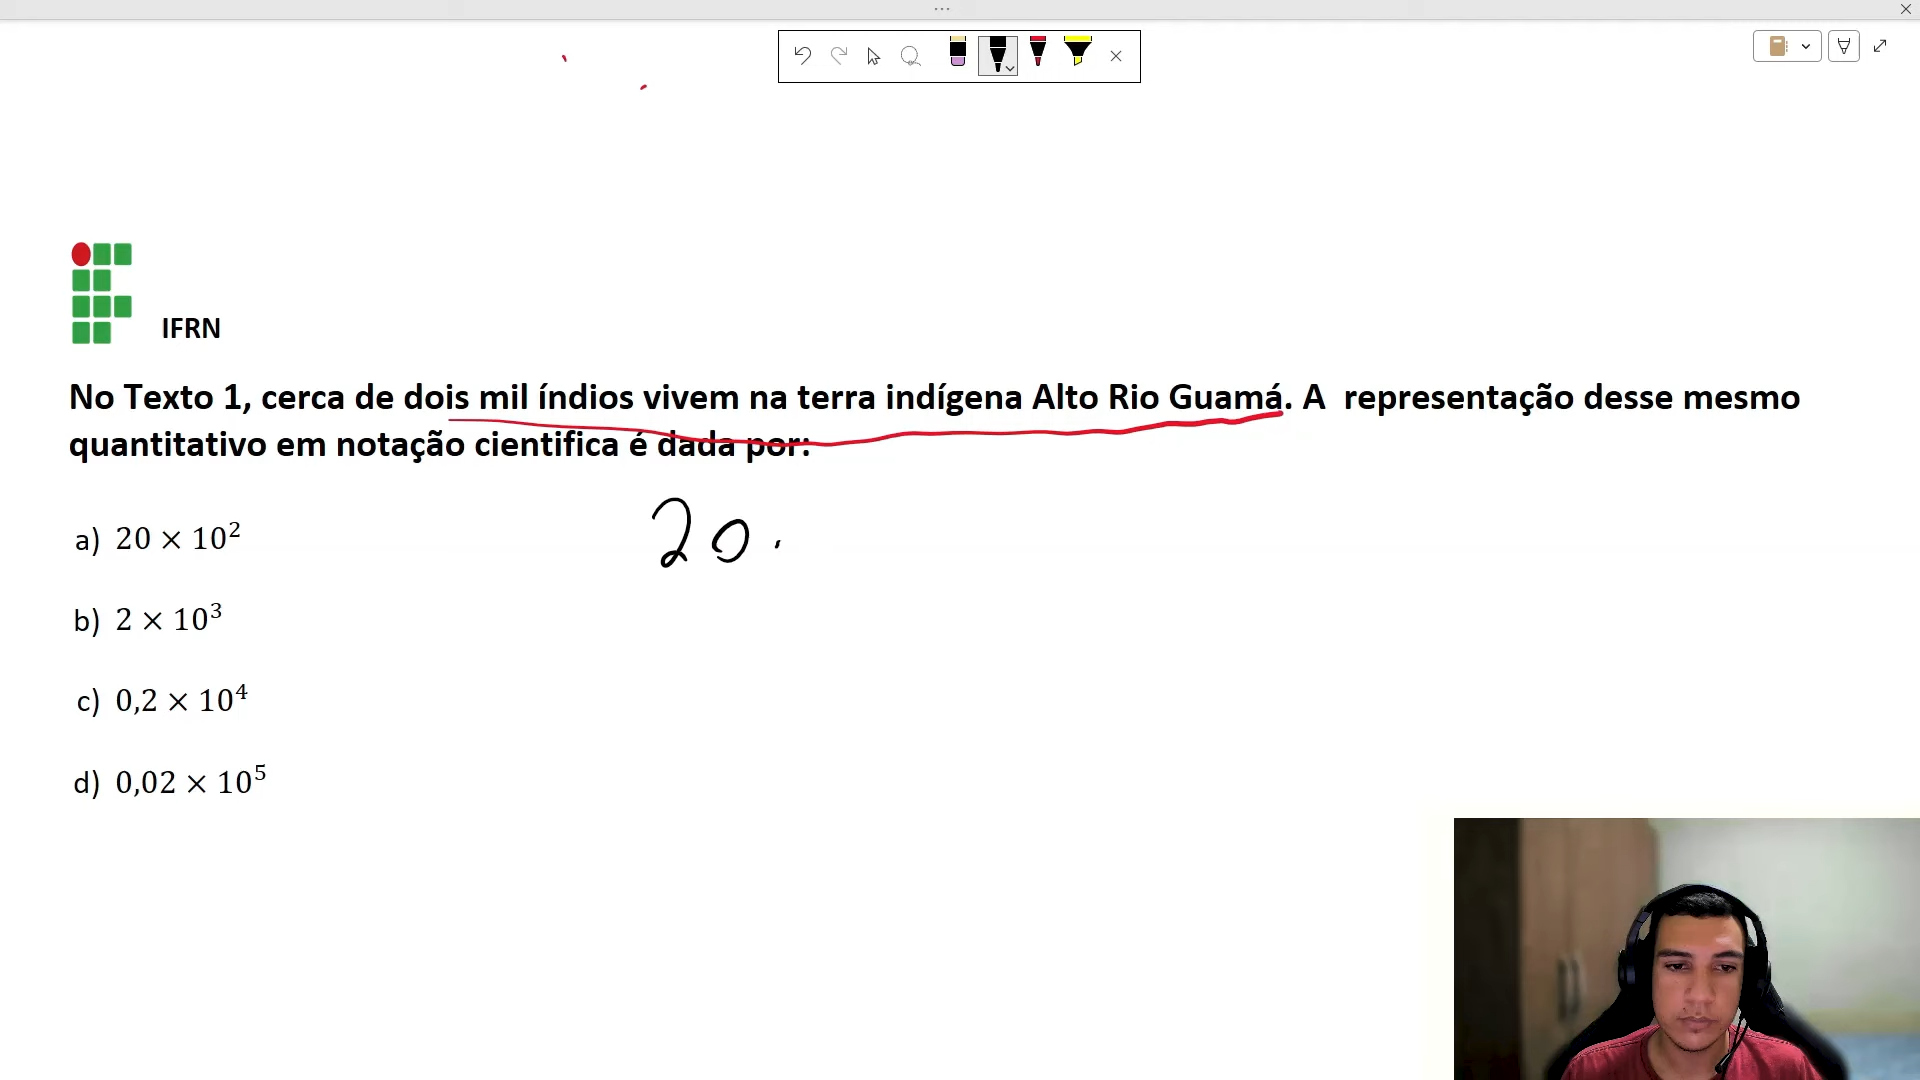 IFRN
No Texto 1, cerca de dois mil índios vivem na terra indígena Alto Rio Guamá. A representação desse mesmo
quantitativo em notação cientifica é dada por:
a) 20 × 10²
20.
b) 2 × 10³
c) 0,2 × 10⁴
d) 0,02 × 10⁵